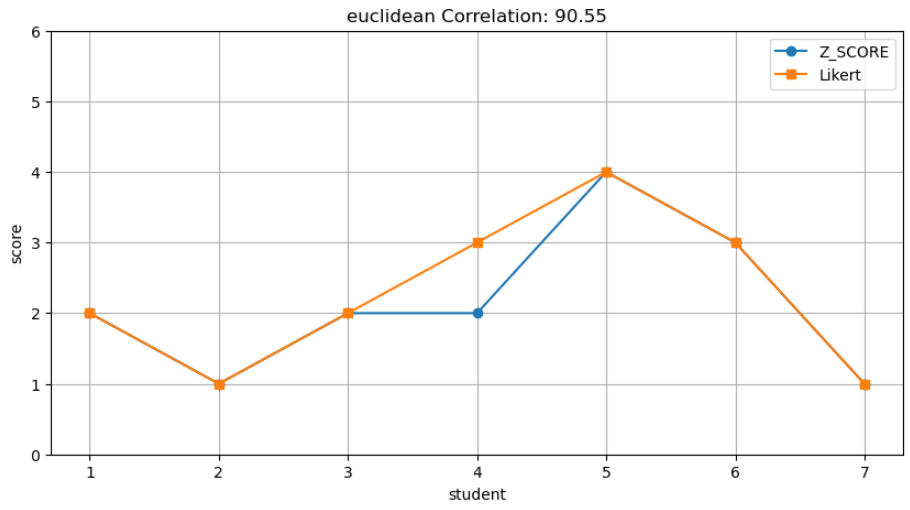 euclidean Correlation: 90.55
6
5
4
3
2
1
0
score
Z_SCORE
Likert
1 2 3 4 5 6 7
student